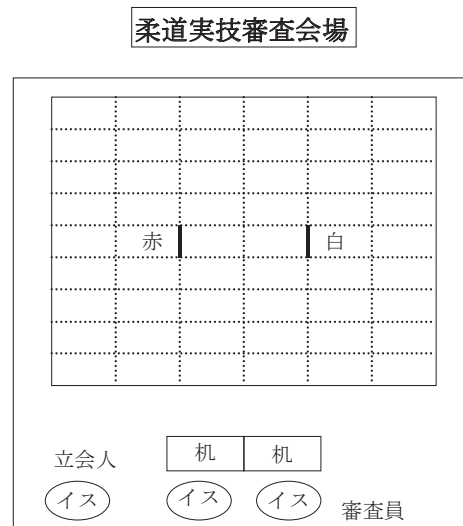 柔道実技審査会場
赤 白
立会人 机 机
イス イス イス 審査員